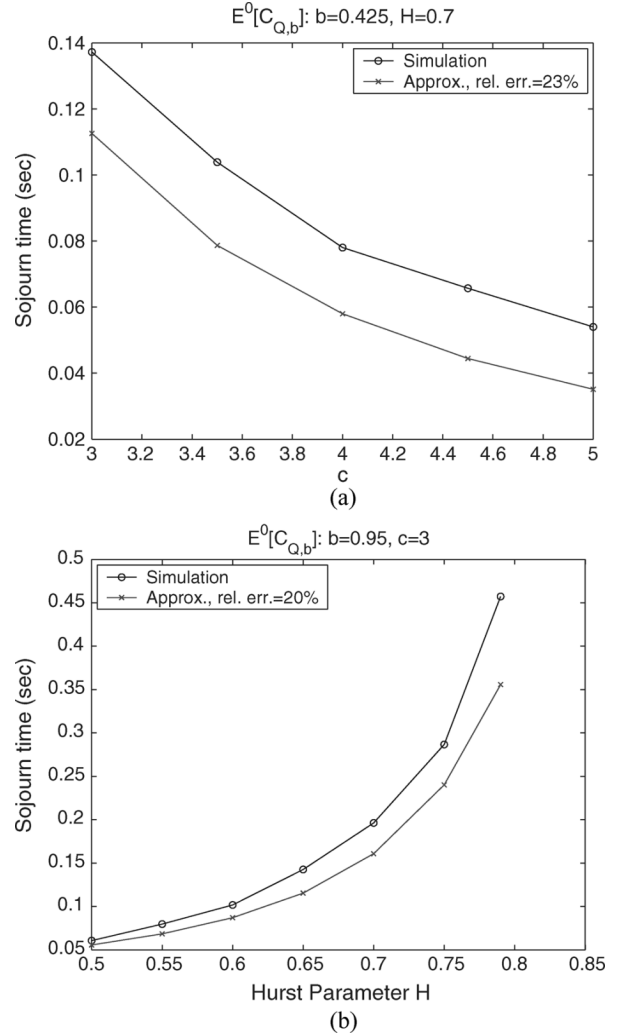 E⁰[C_Q,b]: b=0.425, H=0.7
0.14
0.12
0.1
0.08
0.06
0.04
0.02
Sojourn time (sec)
Simulation
Approx., rel. err.=23%
3 3.2 3.4 3.6 3.8 4 4.2 4.4 4.6 4.8 5
c
(a)
E⁰[C_Q,b]: b=0.95, c=3
0.5
0.45
0.4
0.35
0.3
0.25
0.2
0.15
0.1
0.05
Sojourn time (sec)
Simulation
Approx., rel. err.=20%
0.5 0.55 0.6 0.65 0.7 0.75 0.8 0.85
Hurst Parameter H
(b)